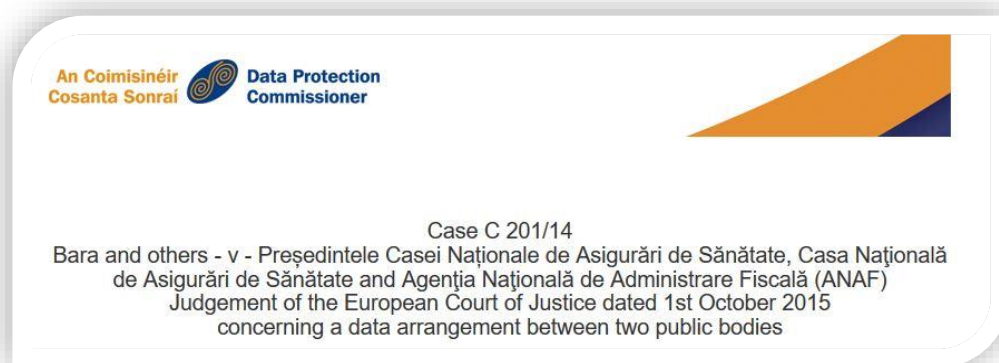 An Coimisinéir
Cosanta Sonraí
Data Protection
Commissioner
Case C 201/14
Bara and others - v - Președintele Casei Naționale de Asigurări de Sănătate, Casa Naţională
de Asigurări de Sănătate and Agenţia Naţională de Administrare Fiscală (ANAF)
Judgement of the European Court of Justice dated 1st October 2015
concerning a data arrangement between two public bodies